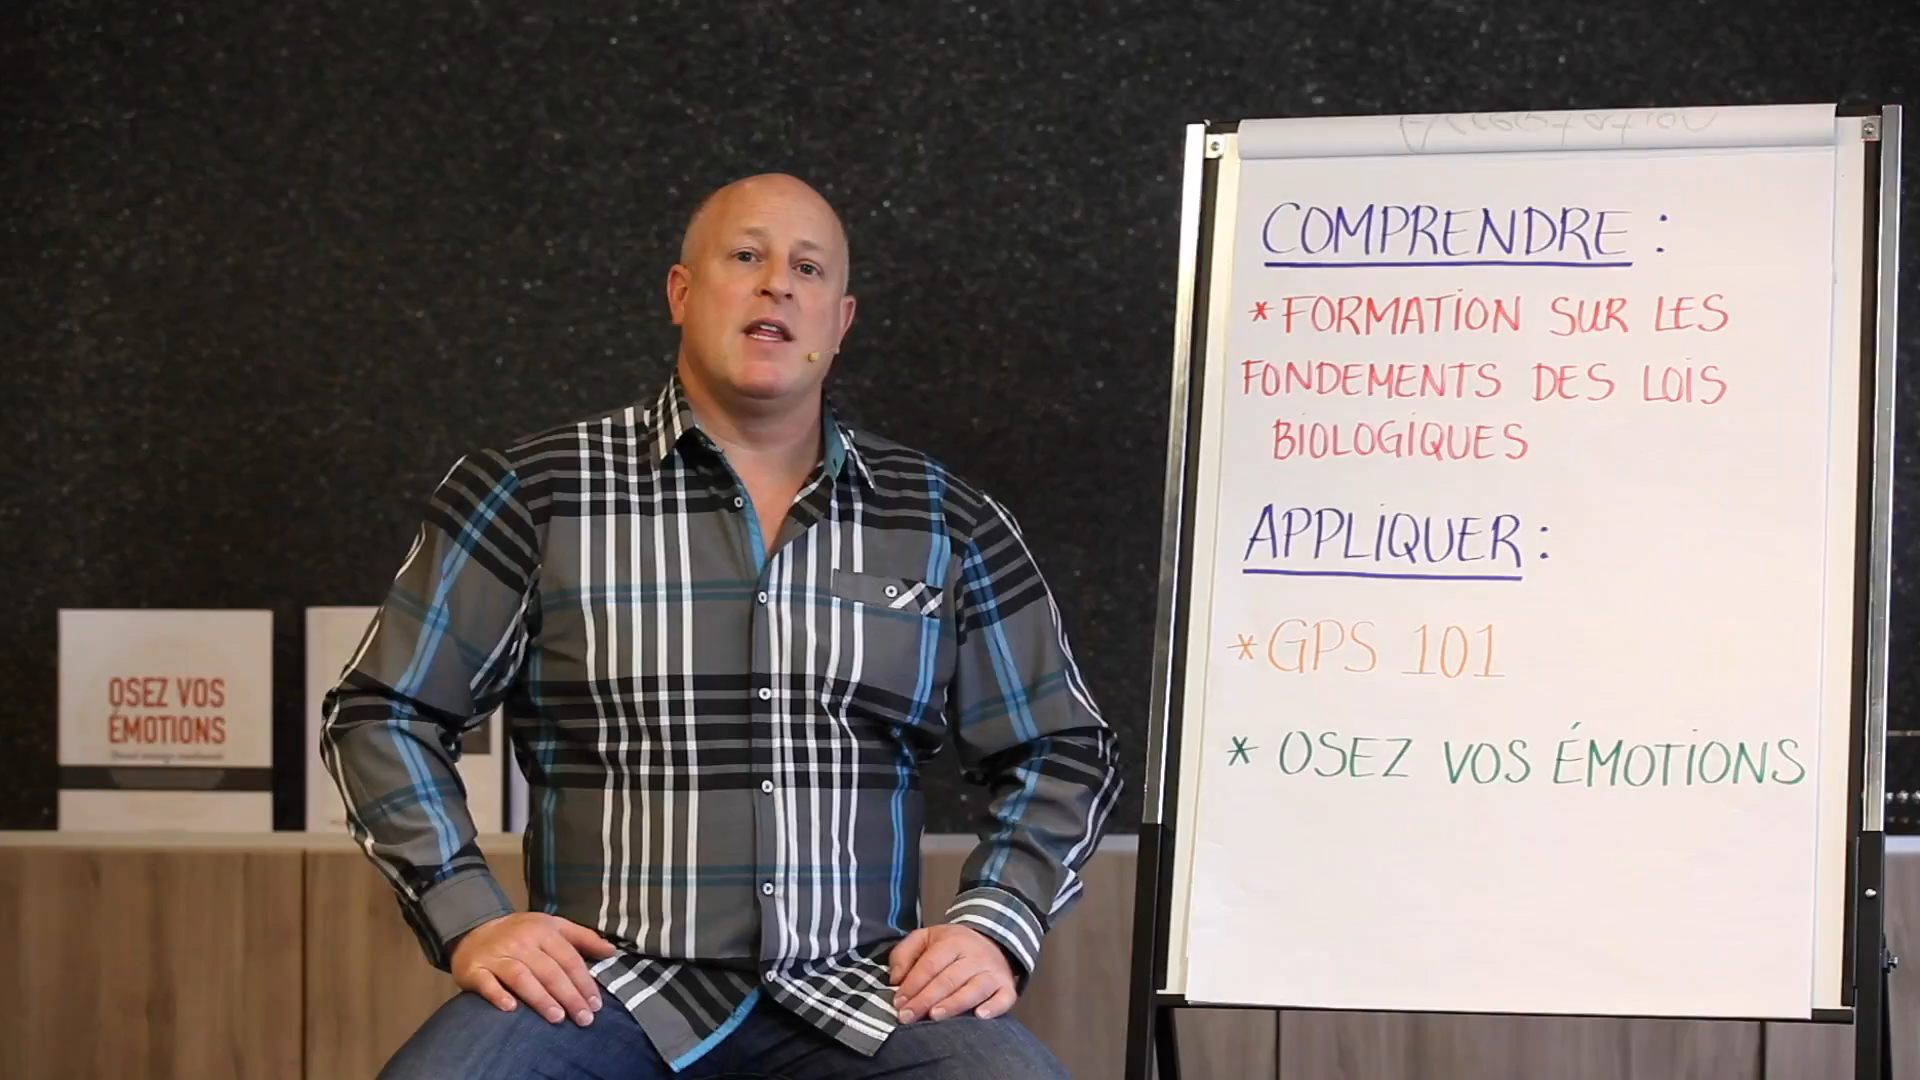 COMPRENDRE :
* FORMATION SUR LES
FONDEMENTS DES LOIS
BIOLOGIQUES
APPLIQUER :
* GPS 101
* OSEZ VOS ÉMOTIONS
OSEZ VOS
ÉMOTIONS